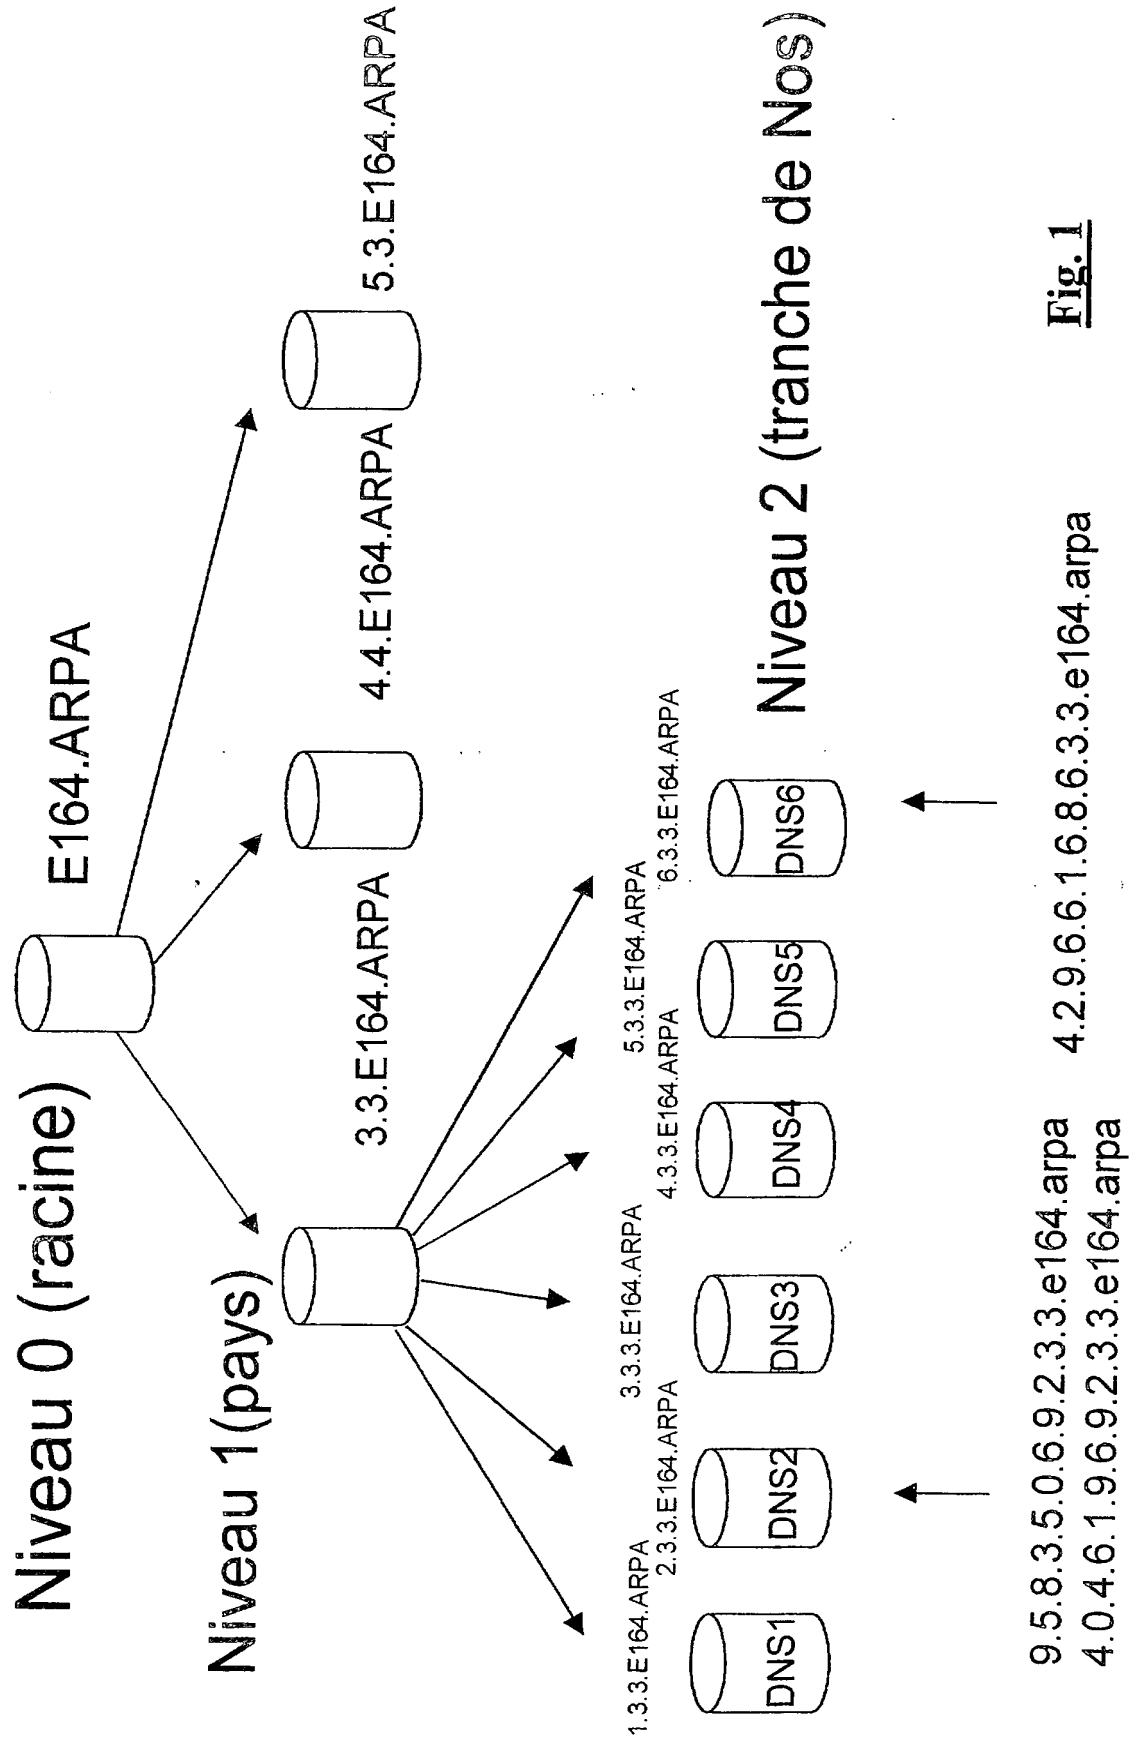 Niveau 0 (racine)
E164.ARPA
Niveau 1(pays)
3.3.E164.ARPA
4.4.E164.ARPA
5.3.E164.ARPA
1.3.3.E164.ARPA
2.3.3.E164.ARPA
3.3.3.E164.ARPA
4.3.3.E164.ARPA
5.3.3.E164.ARPA
6.3.3.E164.ARPA
DNS1
DNS2
DNS3
DNS4
DNS5
DNS6
Niveau 2 (tranche de Nos)
9.5.8.3.5.0.6.9.2.3.3.e164.arpa
4.0.4.6.1.9.6.9.2.3.3.e164.arpa
4.2.9.6.6.1.6.8.6.3.3.e164.arpa
Fig. 1